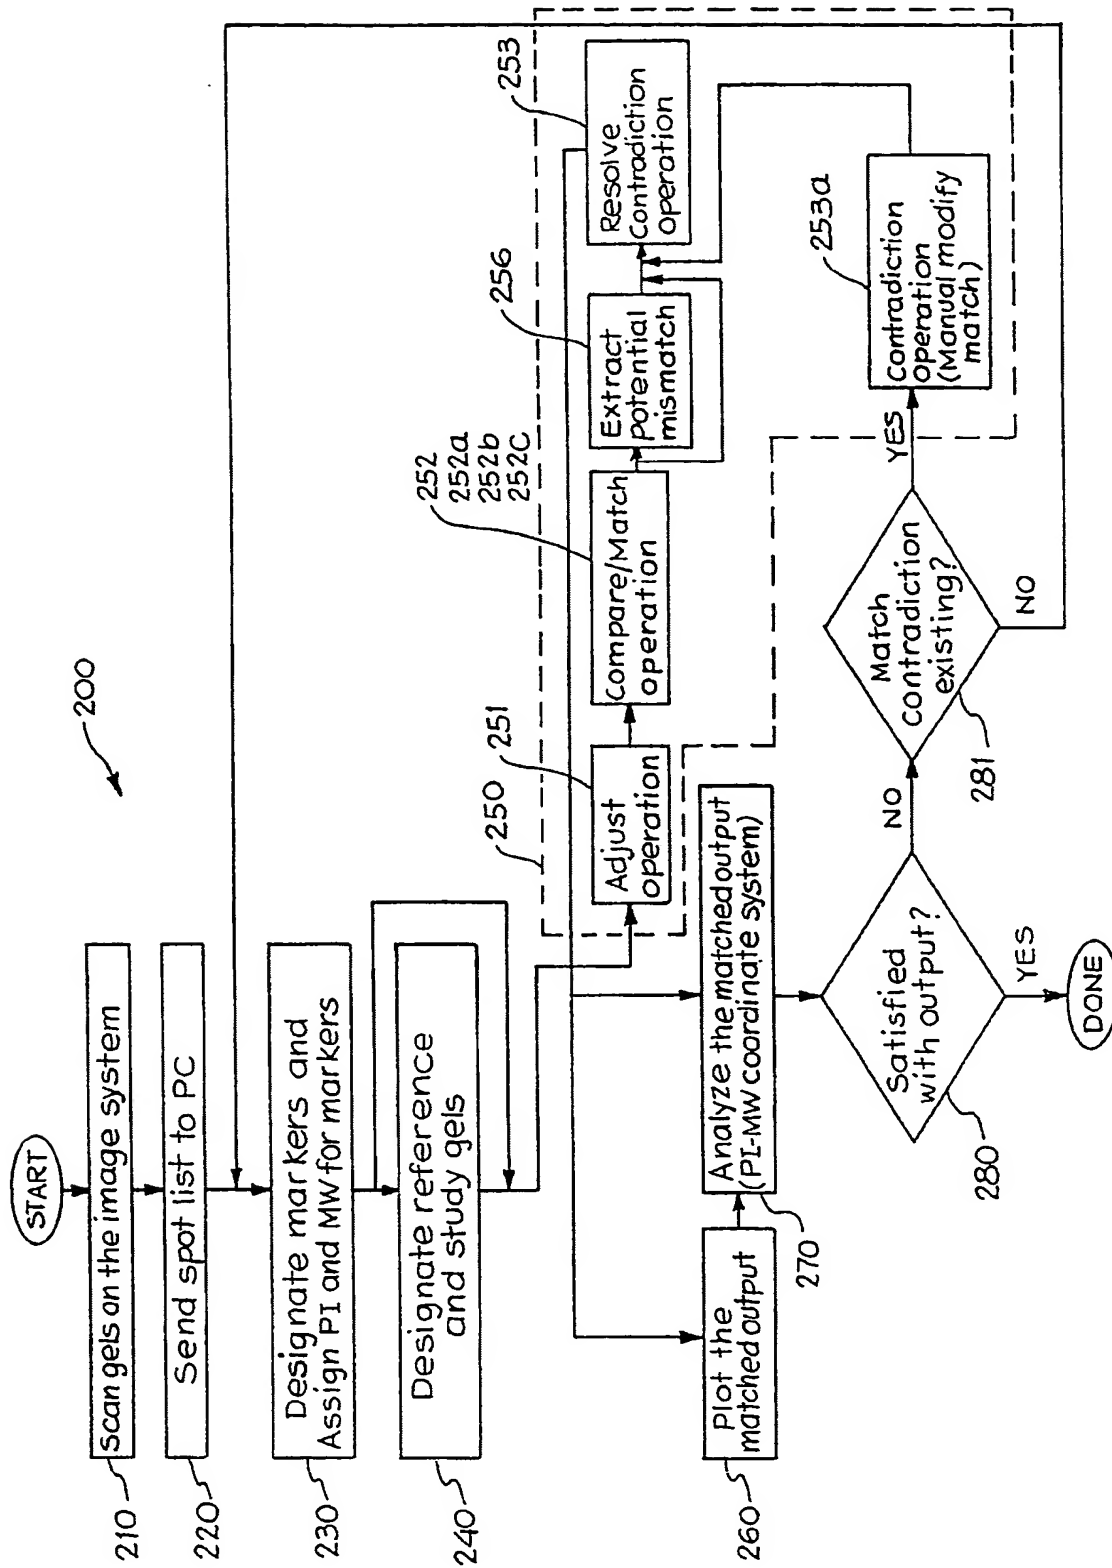 200
START
210
Scan gels on the image system
220
Send spot list to PC
230
Designate markers and
Assign PI and MW for markers
240
Designate reference
and study gels
250
251
Adjust
operation
252
252a
252b
252C
Compare/Match
operation
256
Extract
potential
mismatch
253
Resolve
Contradiction
operation
260
Plot the
matched output
270
Analyze the matched output
(PI-MW coordinate system)
280
Satisfied
with output?
YES
DONE
NO
281
Match
contradiction
existing?
NO
YES
253a
Contradiction
operation
(Manual modify
match)